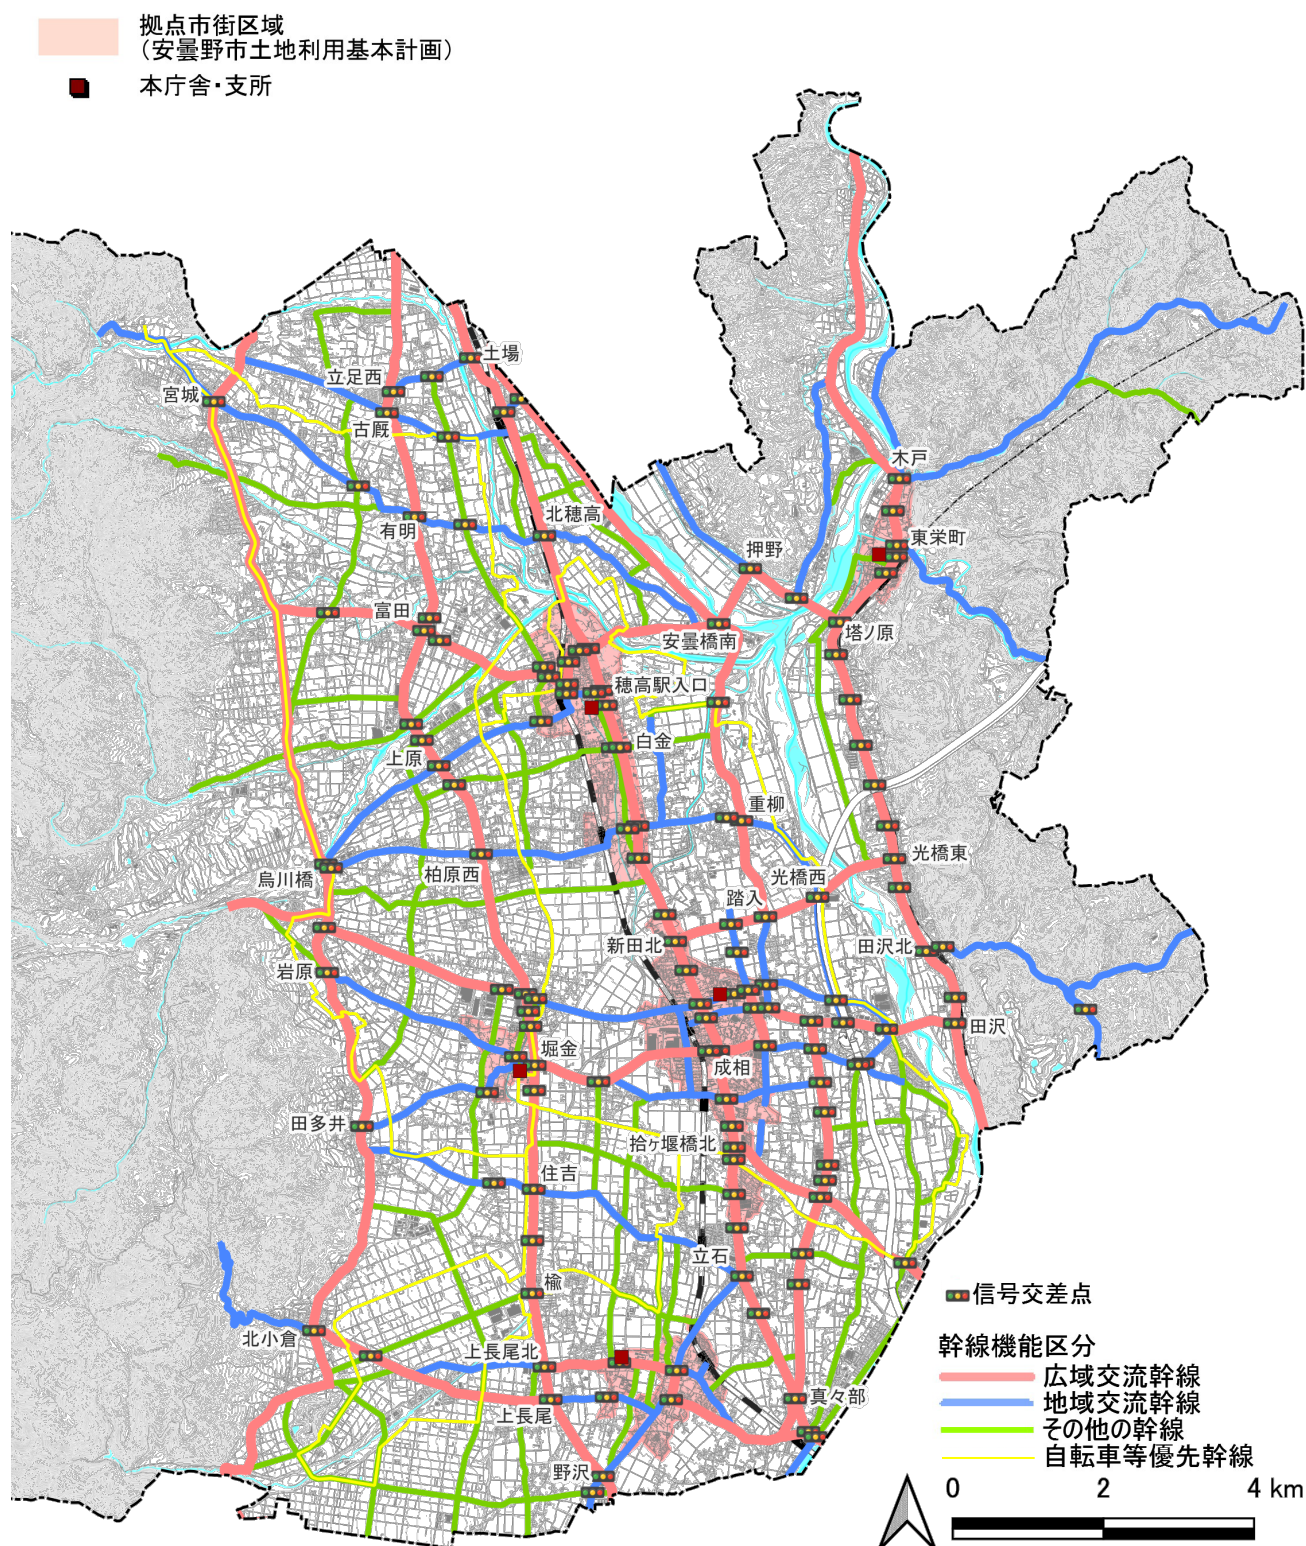 拠点市街区域
（安曇野市土地利用基本計画）
本庁舎・支所
土場
立足西
宮城
古厩
木戸
北穂高
有明
東栄町
押野
富田
安曇橋南
塔ノ原
穂高駅入口
白金
上原
重柳
烏川橋
柏原西
光橋西
光橋東
踏入
新田北
田沢北
岩原
田沢
堀金
成相
田多井
拾ヶ堰橋北
住吉
立石
楡
信号交差点
北小倉
上長尾北
幹線機能区分
広域交流幹線
地域交流幹線
その他の幹線
自転車等優先幹線
真々部
上長尾
野沢
0 2 4 km